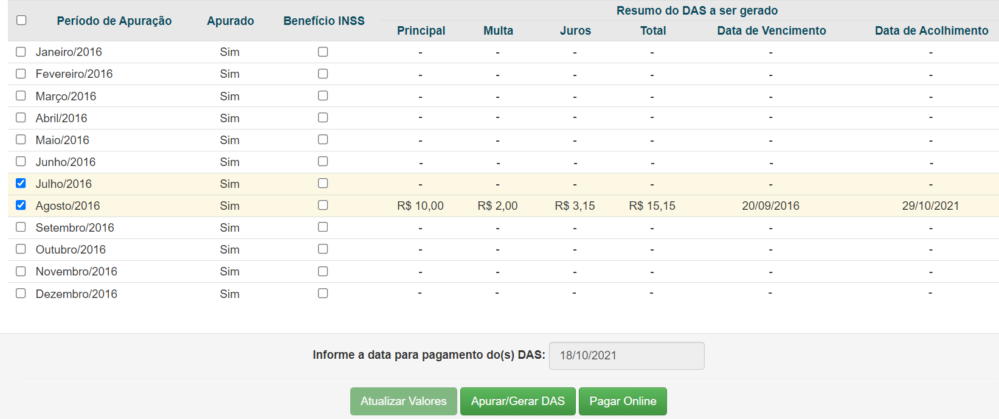 Resumo do DAS a ser gerado
Período de Apuração Apurado Benefício INSS
Principal Multa Juros Total Data de Vencimento Data de Acolhimento
Janeiro/2016 Sim - - - - - -
Fevereiro/2016 Sim - - - - - -
Março/2016 Sim - - - - - -
Abril/2016 Sim - - - - - -
Maio/2016 Sim - - - - - -
Junho/2016 Sim - - - - - -
Julho/2016 Sim - - - - - -
Agosto/2016 Sim R$ 10,00 R$ 2,00 R$ 3,15 R$ 15,15 20/09/2016 29/10/2021
Setembro/2016 Sim - - - - - -
Outubro/2016 Sim - - - - - -
Novembro/2016 Sim - - - - - -
Dezembro/2016 Sim - - - - - -
Informe a data para pagamento do(s) DAS: 18/10/2021
Atualizar Valores Apurar/Gerar DAS Pagar Online